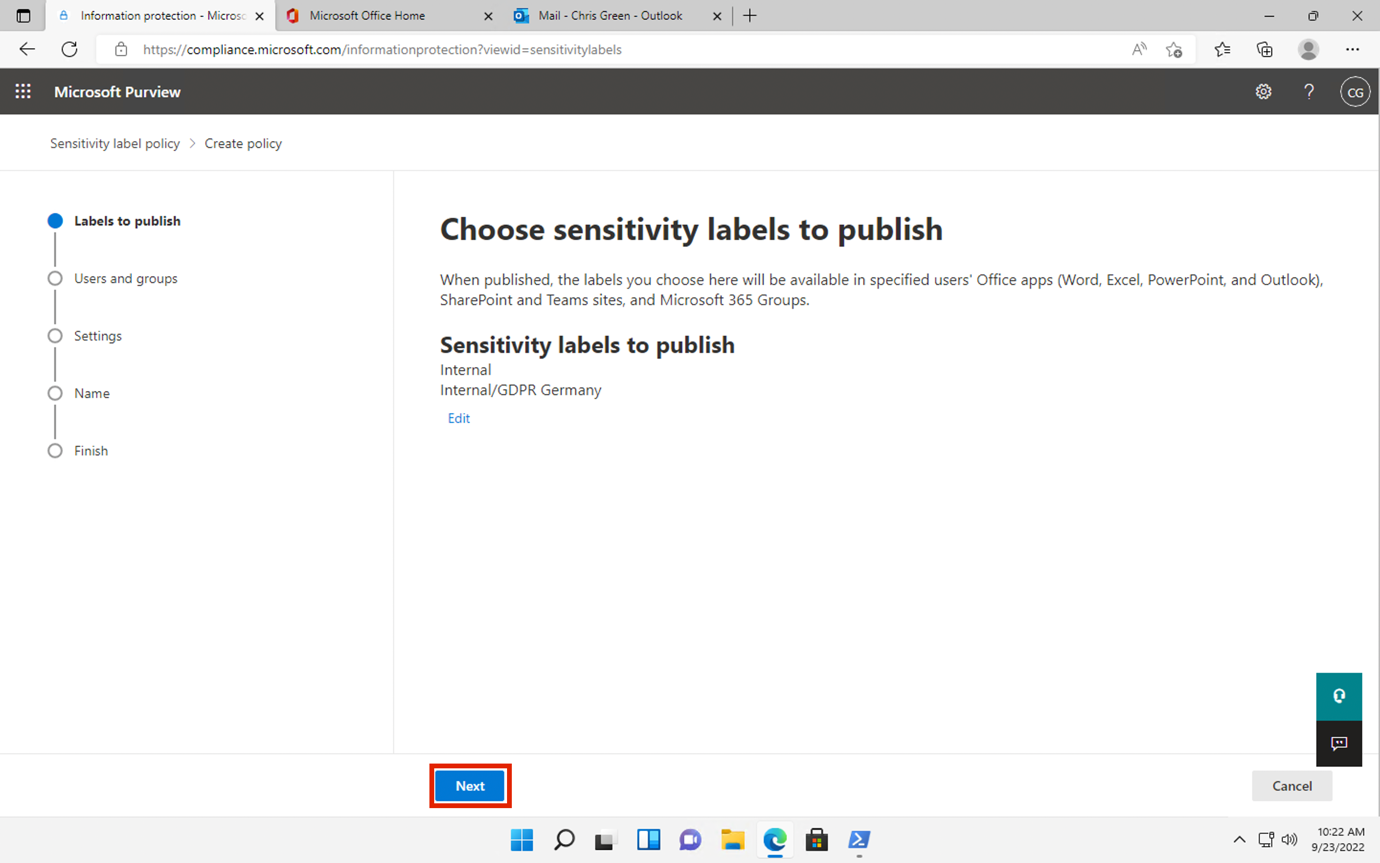 Information protection - Microsc
Microsoft Office Home
Mail - Chris Green - Outlook
https://compliance.microsoft.com/informationprotection?viewid=sensitivitylabels
Microsoft Purview
?
CG
Sensitivity label policy > Create policy
Labels to publish
Users and groups
Settings
Name
Finish
Choose sensitivity labels to publish
When published, the labels you choose here will be available in specified users' Office apps (Word, Excel, PowerPoint, and Outlook),
SharePoint and Teams sites, and Microsoft 365 Groups.
Sensitivity labels to publish
Internal
Internal/GDPR Germany
Edit
Next
Cancel
10:22 AM
9/23/2022